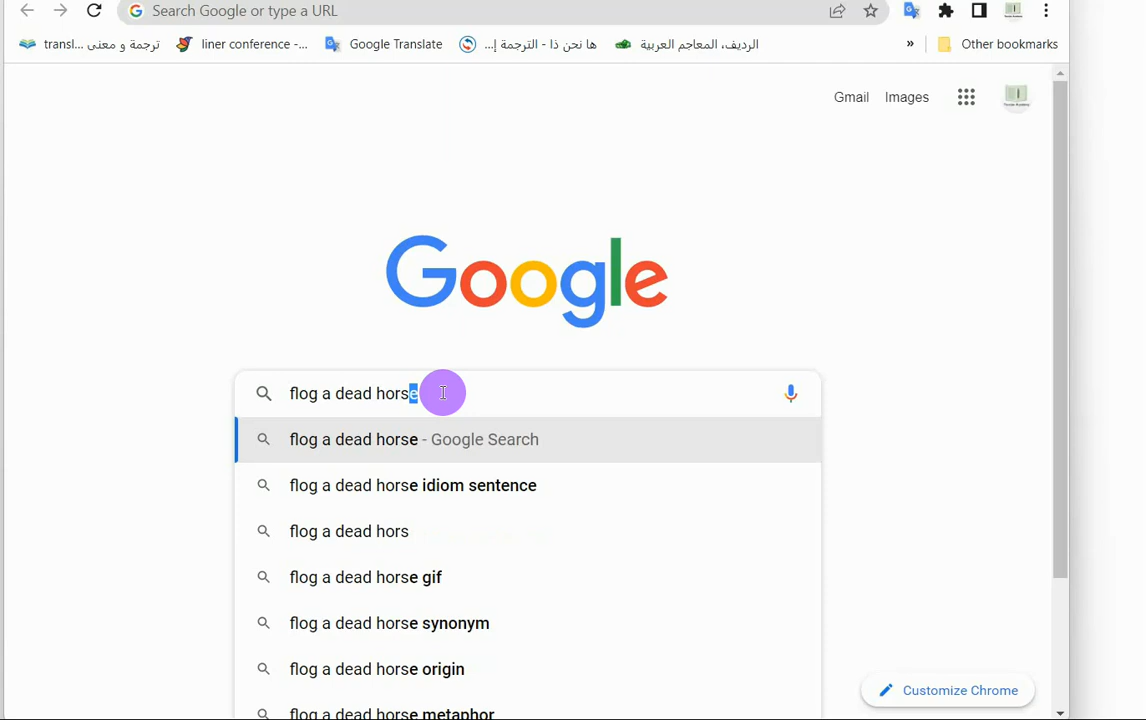 Search Google or type a URL
transl... ترجمة و معنى
liner conference -...
Google Translate
ها نحن ذا - الترجمة إ...
الرديف، المعاجم العربية
»
Other bookmarks
Gmail
Images
Google
flog a dead horse
flog a dead horse - Google Search
flog a dead horse idiom sentence
flog a dead hors
flog a dead horse gif
flog a dead horse synonym
flog a dead horse origin
flog a dead horse metaphor
Customize Chrome